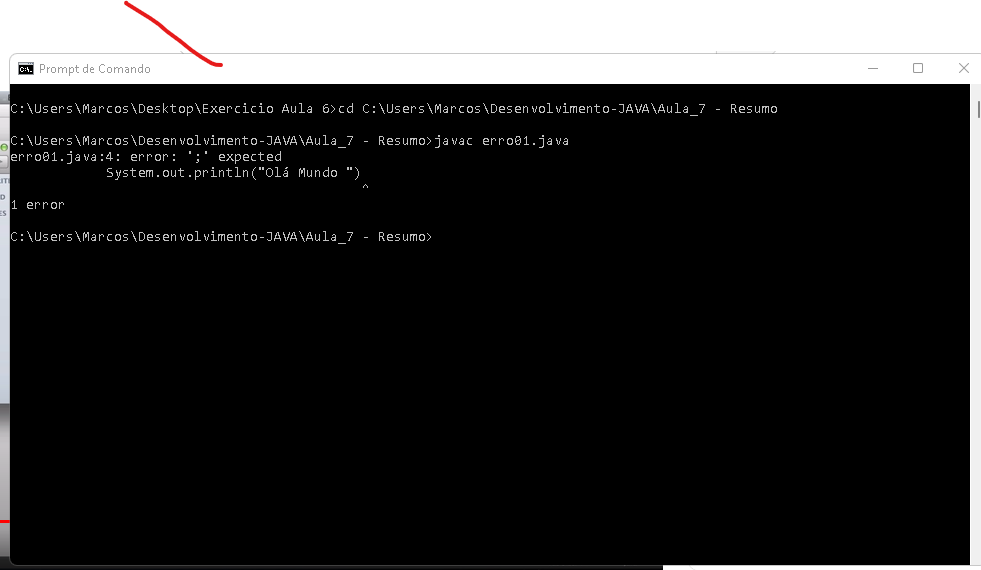 Prompt de Comando
C:\Users\Marcos\Desktop\Exercicio Aula 6>cd C:\Users\Marcos\Desenvolvimento-JAVA\Aula_7 - Resumo
C:\Users\Marcos\Desenvolvimento-JAVA\Aula_7 - Resumo>javac erro01.java
erro01.java:4: error: ';' expected
System.out.println("Olá Mundo ")
^
1 error
C:\Users\Marcos\Desenvolvimento-JAVA\Aula_7 - Resumo>